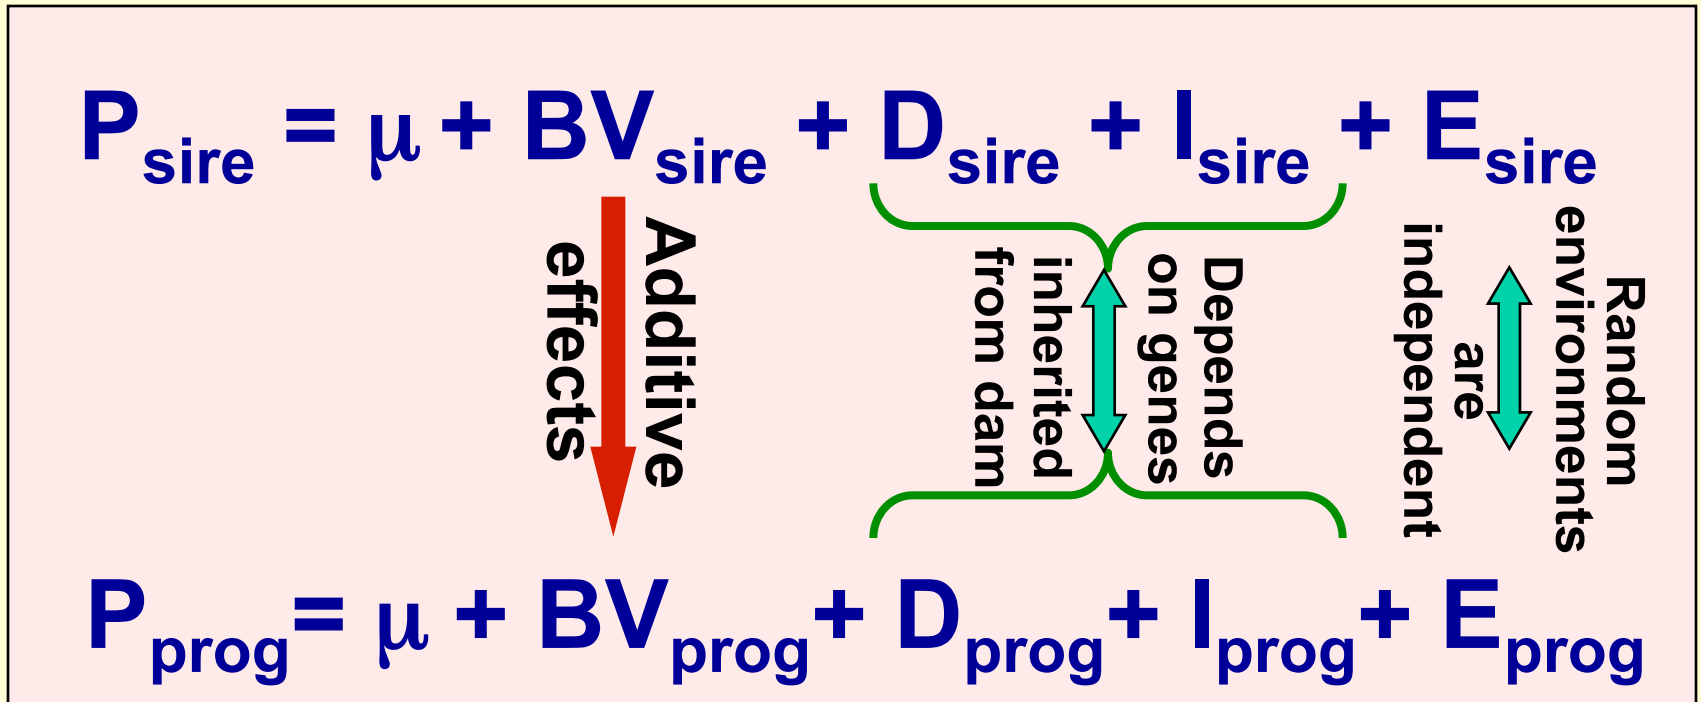 P sire = μ + BV sire + D sire + I sire + E sire
Additive
effects
Depends
on genes
inherited
from dam
Random
environments
are
independent
P prog = μ + BV prog + D prog + I prog + E prog